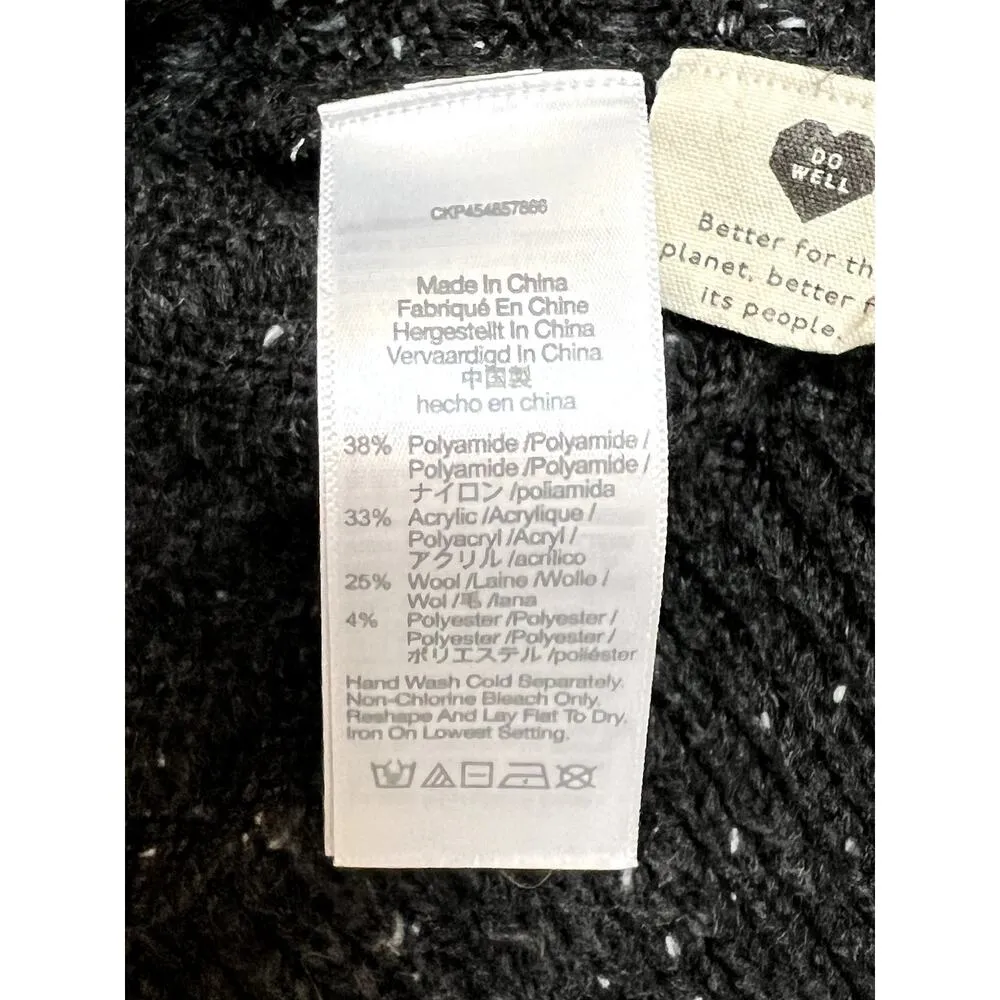 CKP454857866
Made In China
Fabriqué En Chine
Hergestellt In China
Vervaardigd In China
中国製
hecho en china
38% Polyamide /Polyamide /
Polyamide /Polyamide /
ナイロン /poliamida
33% Acrylic /Acrylique /
Polyacryl /Acryl /
アクリル /acrílico
25% Wool /Laine /Wolle /
Wol /毛 /lana
4% Polyester/Polyester /
Polyester /Polyester /
ポリエステル /poliéster
Hand Wash Cold Separately.
Non-Chlorine Bleach Only.
Reshape And Lay Flat To Dry.
Iron On Lowest Setting.
DO
WELL
Better for th
planet, better f
its people.